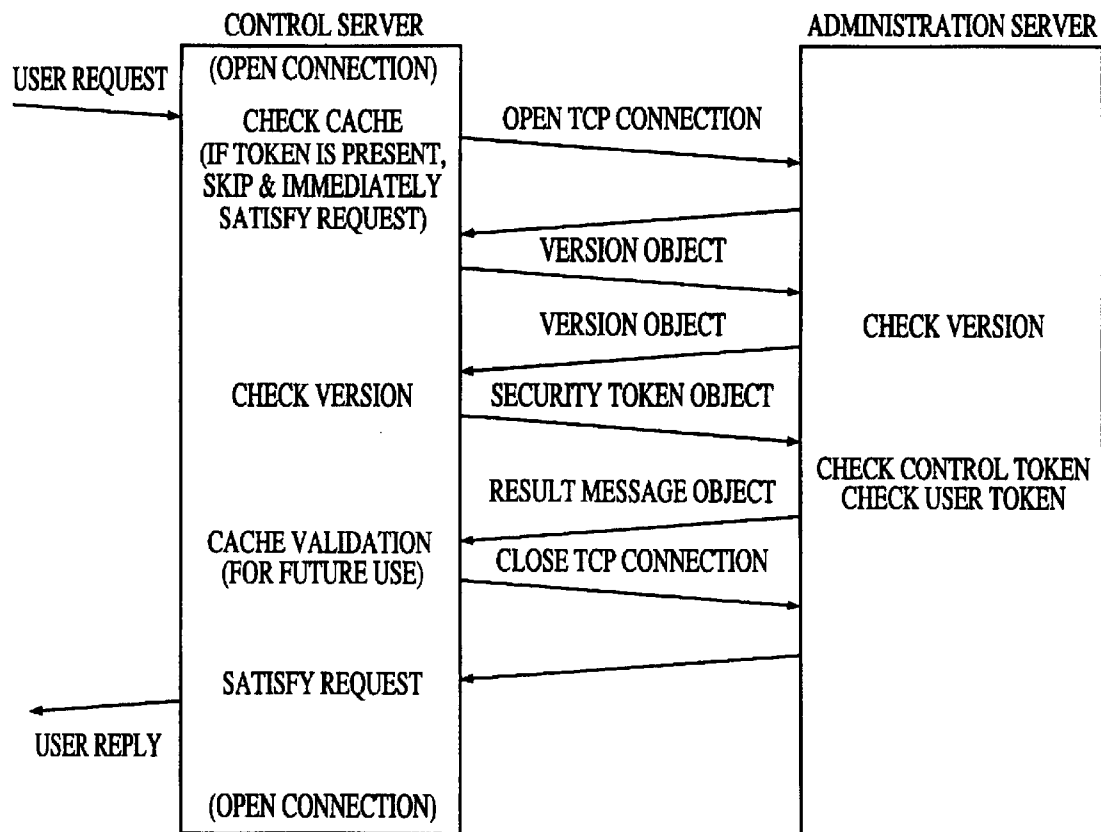 CONTROL SERVER
ADMINISTRATION SERVER
(OPEN CONNECTION)
USER REQUEST
CHECK CACHE
(IF TOKEN IS PRESENT,
SKIP & IMMEDIATELY
SATISFY REQUEST)
OPEN TCP CONNECTION
VERSION OBJECT
VERSION OBJECT
CHECK VERSION
CHECK VERSION
SECURITY TOKEN OBJECT
CHECK CONTROL TOKEN
CHECK USER TOKEN
RESULT MESSAGE OBJECT
CACHE VALIDATION
(FOR FUTURE USE)
CLOSE TCP CONNECTION
SATISFY REQUEST
USER REPLY
(OPEN CONNECTION)